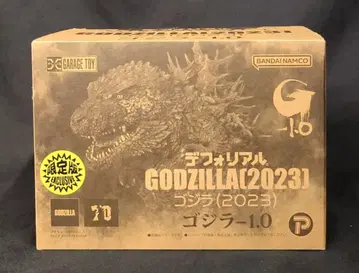 GARAGE TOY
BANDAI NAMCO
G
-1.0
デフォリアル
GODZILLA(2023)
ゴジラ(2023)
ゴジラ-1.0
限定版
EXCLUSIVE
GODZILLA
70
P